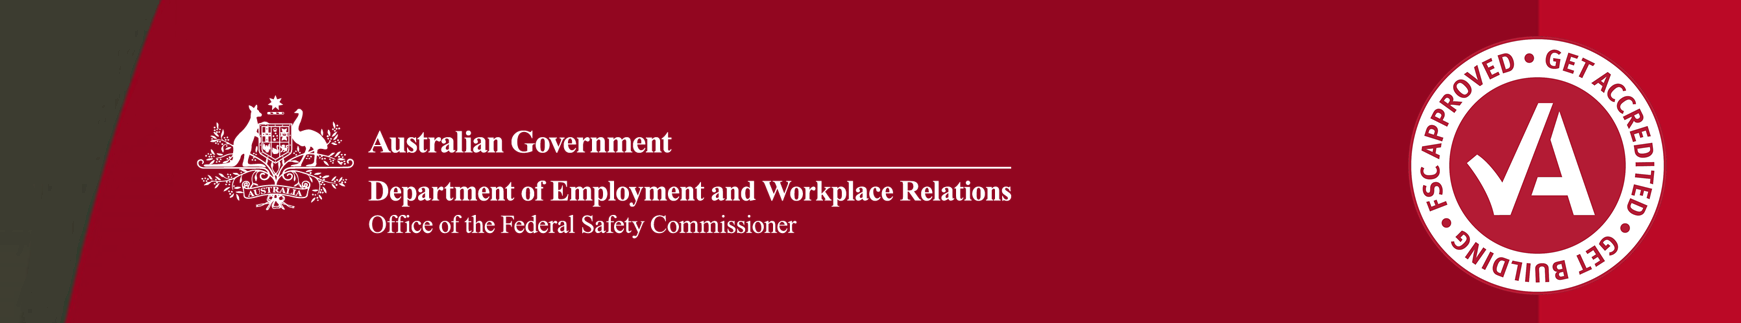 Australian Government
Department of Employment and Workplace Relations
Office of the Federal Safety Commissioner
AUSTRALIA
FSC APPROVED • GET ACCREDITED • GET BUILDING •
A